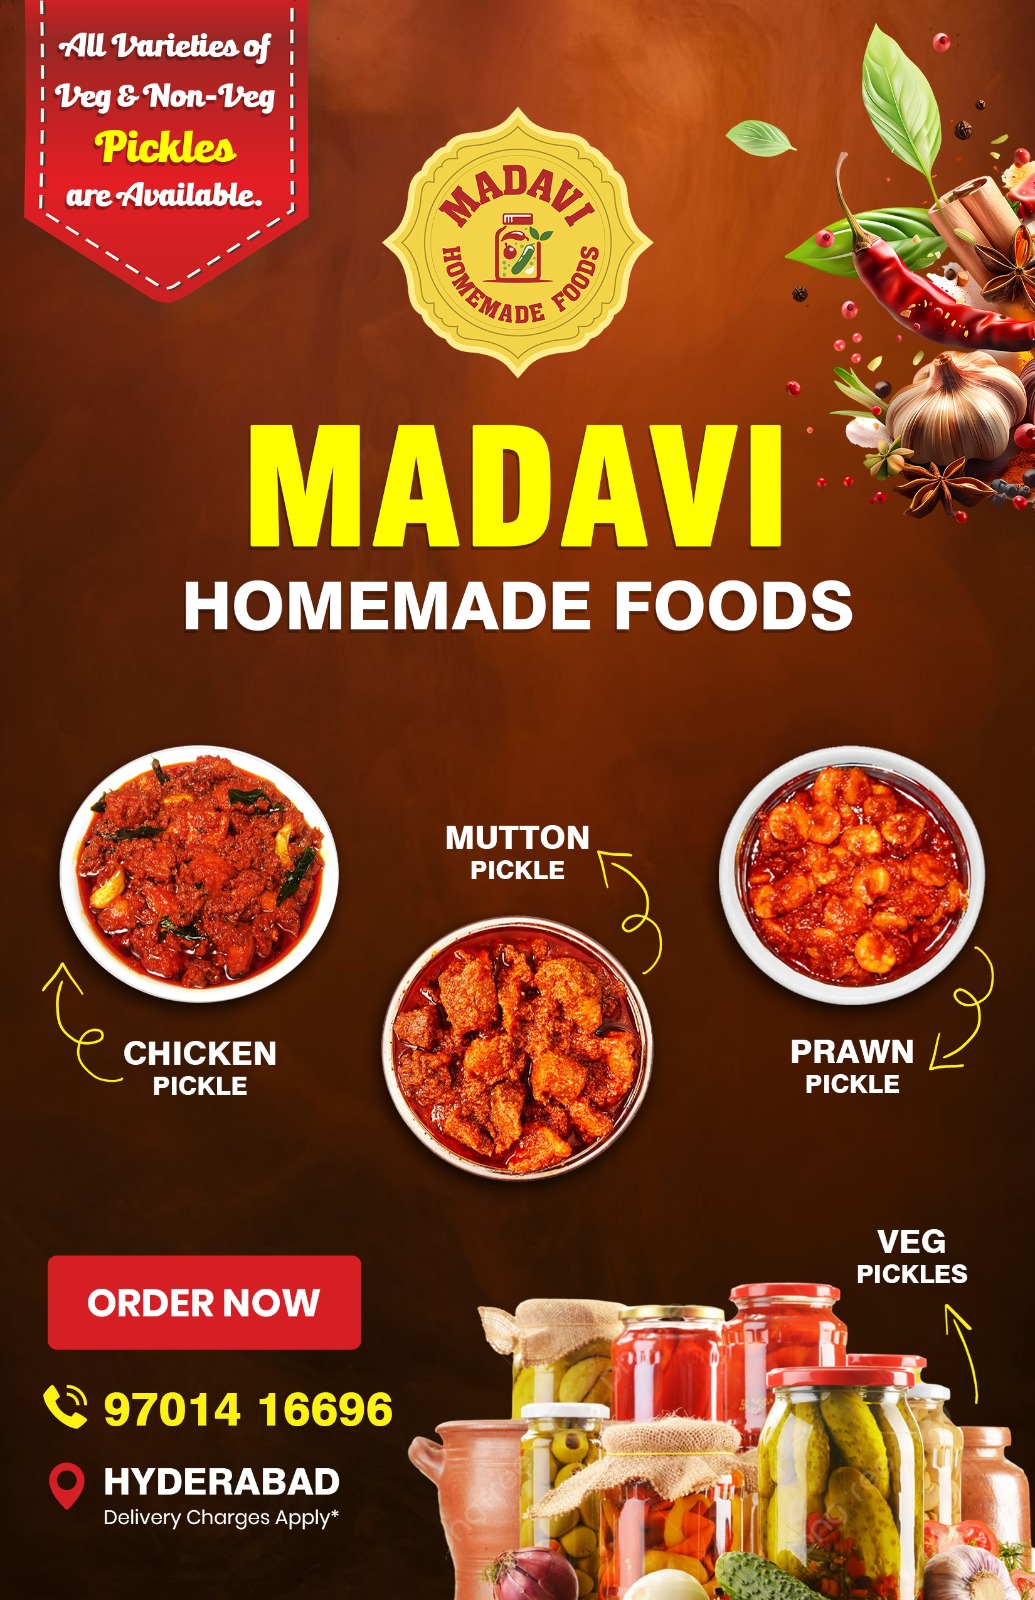 All Varieties of
Veg & Non-Veg
Pickles
are Available.
MADAVI
HOMEMADE FOODS
MADAVI
HOMEMADE FOODS
MUTTON
PICKLE
CHICKEN
PICKLE
PRAWN
PICKLE
VEG
PICKLES
ORDER NOW
97014 16696
HYDERABAD
Delivery Charges Apply*